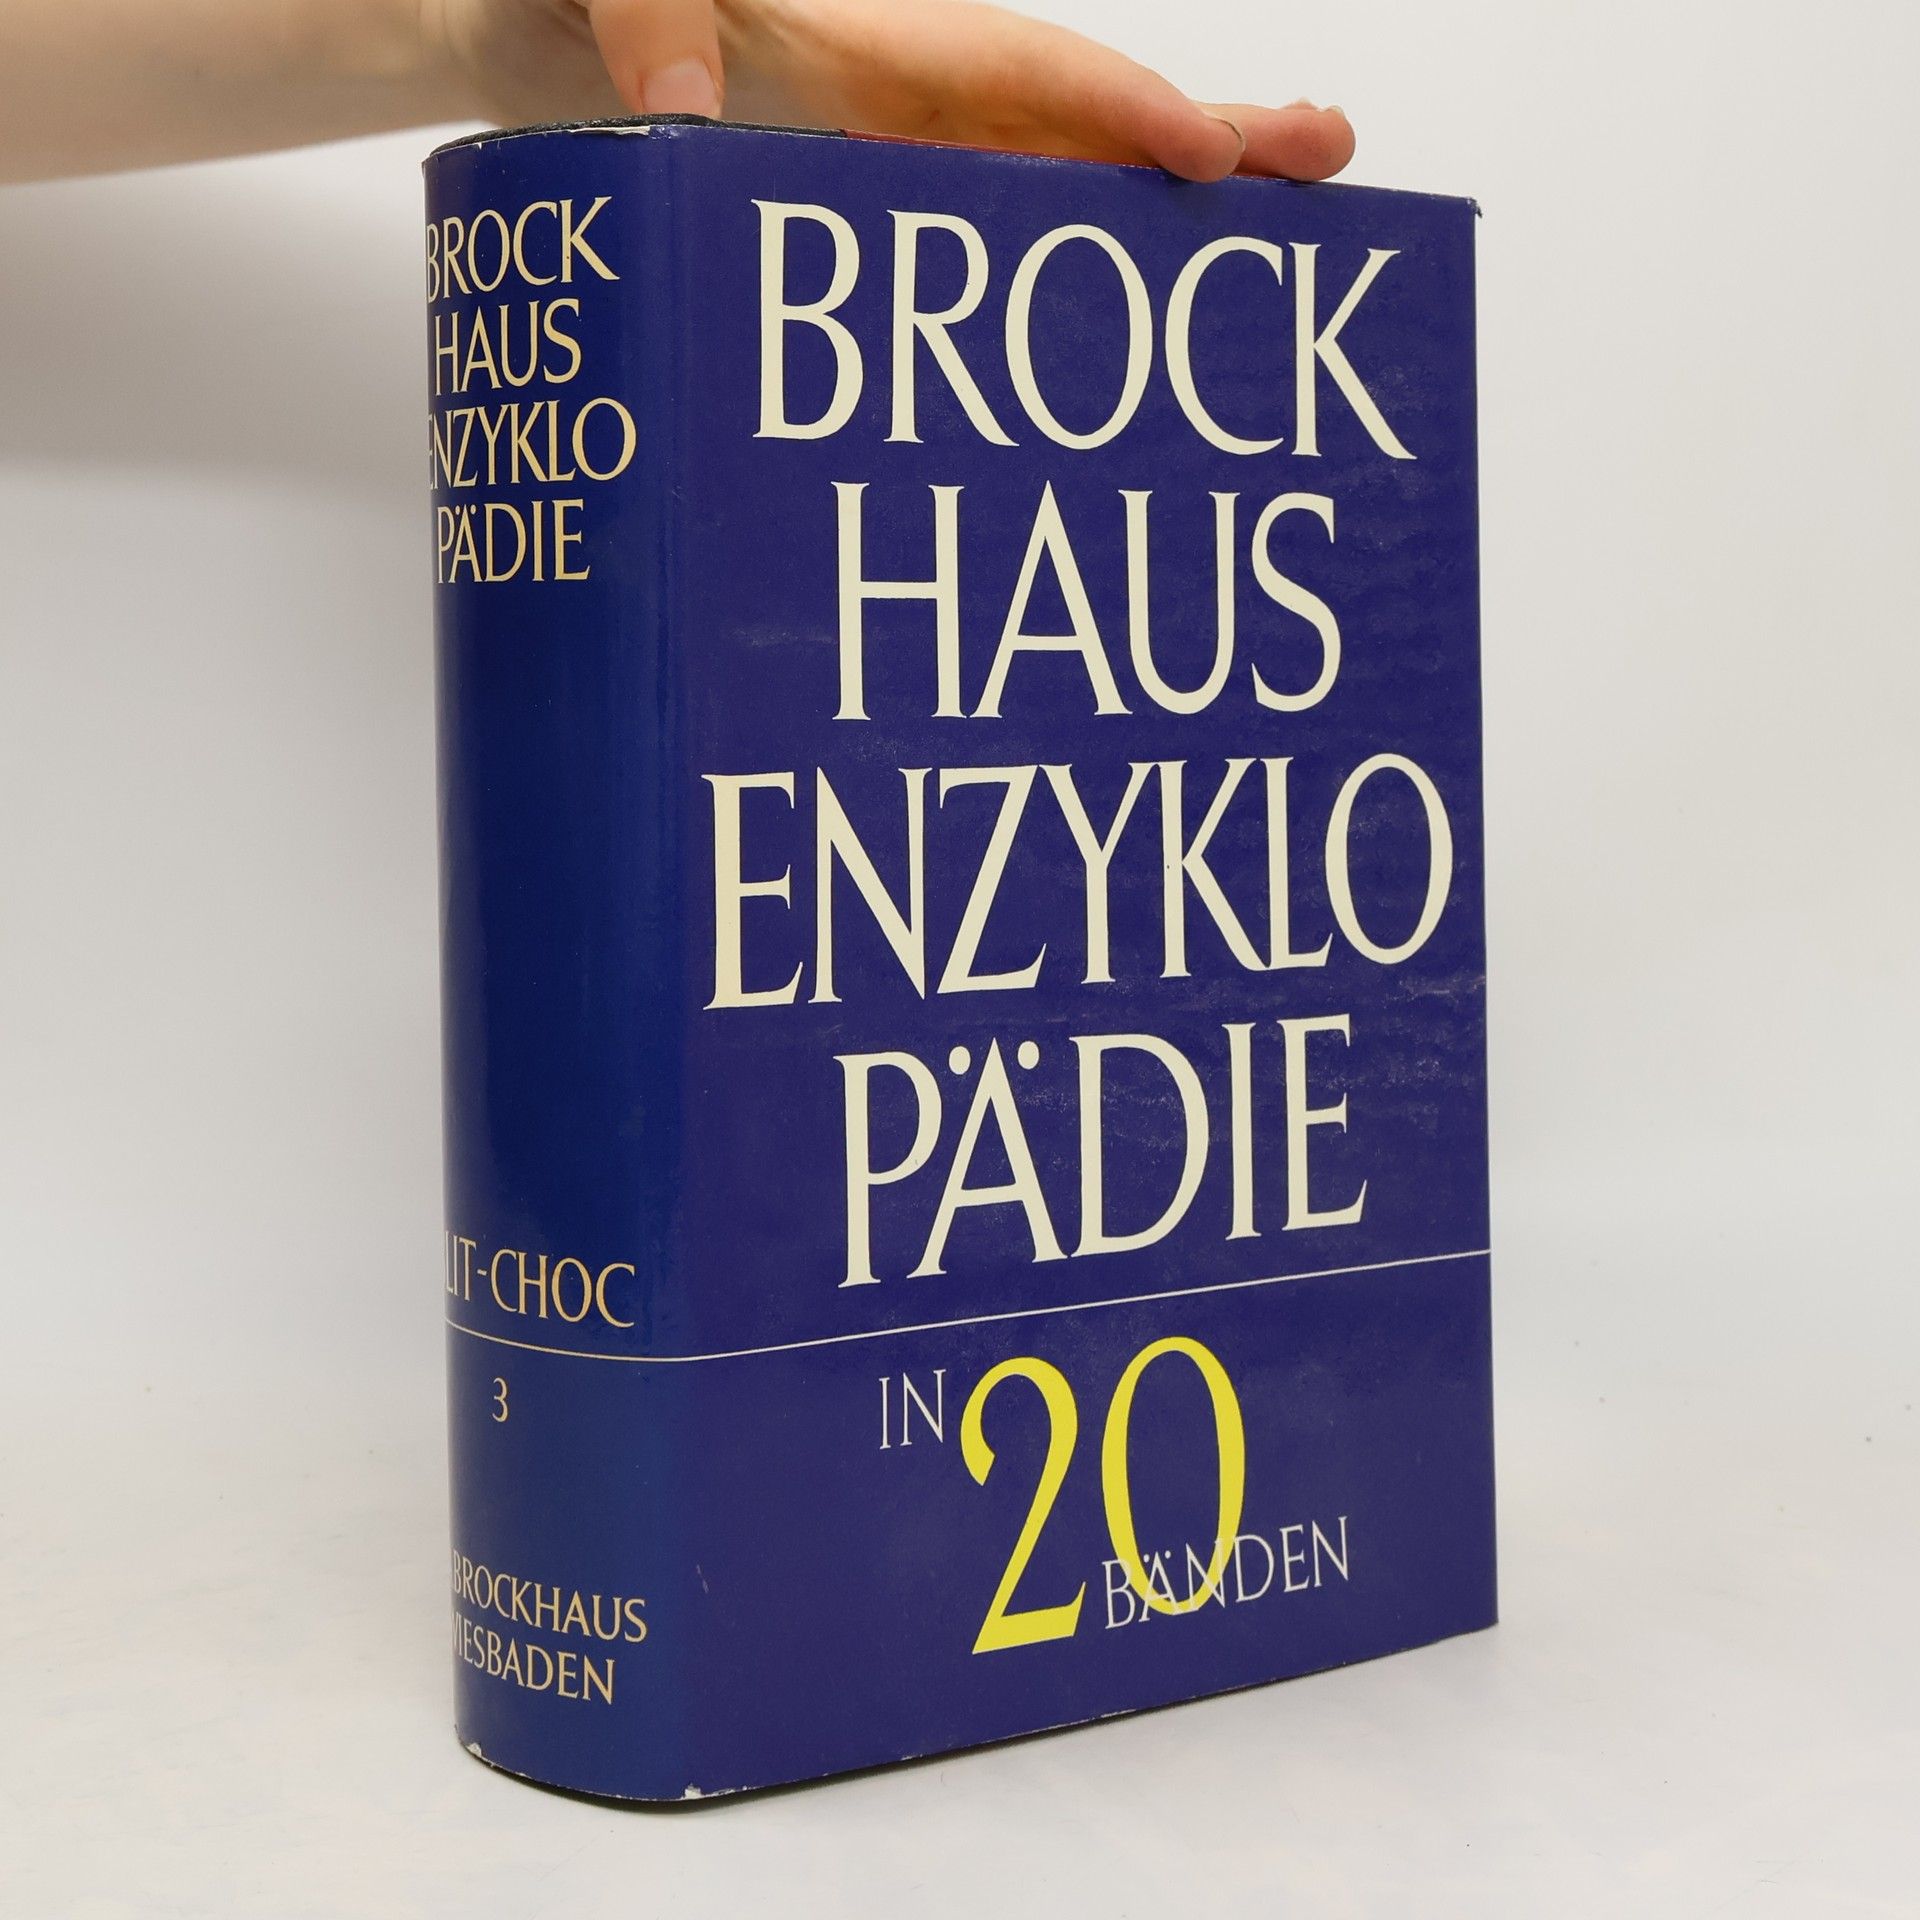 BROCK
HAUS
ENZYKLO
PÄDIE
LIT-CHOC
3
BROCKHAUS
WIESBADEN
BROCK
HAUS
ENZYKLO
PÄDIE
IN 20
BÄNDEN